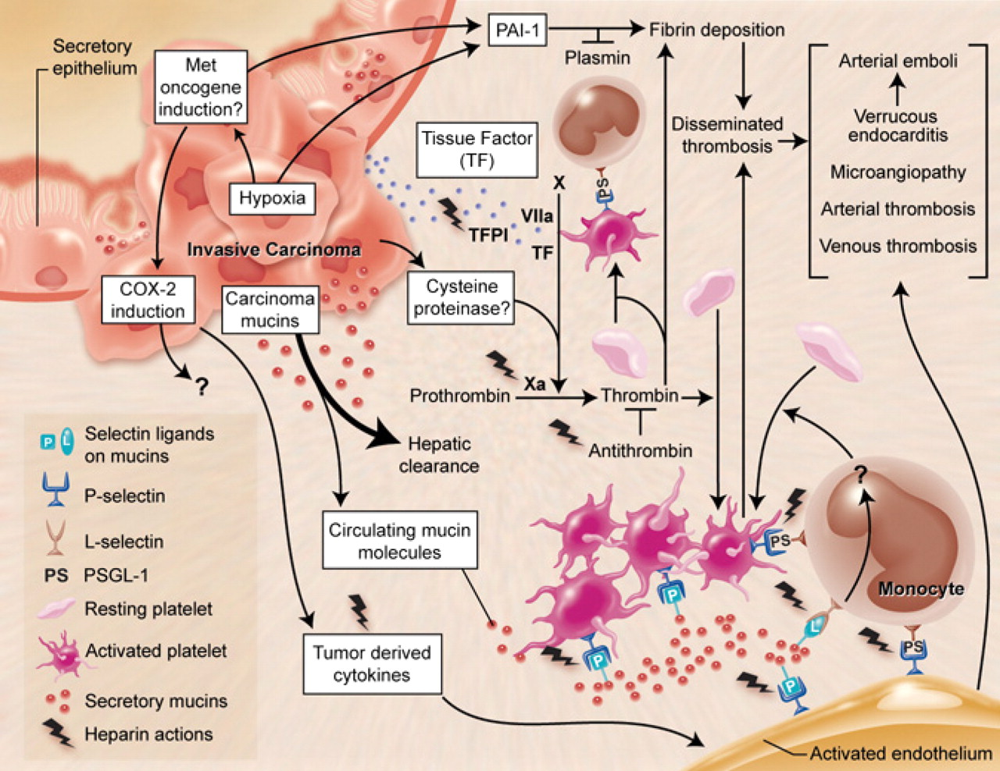 Secretory
epithelium
Met
oncogene
induction?
PAI-1
Fibrin deposition
Plasmin
Arterial emboli
Verrucous
endocarditis
Microangiopathy
Arterial thrombosis
Venous thrombosis
Disseminated
thrombosis
Tissue Factor
(TF)
Hypoxia
PS
X
VIIa
TF
TFPI
Invasive Carcinoma
COX-2
induction
Carcinoma
mucins
Cysteine
proteinase?
?
Prothrombin
Xa
Thrombin
Antithrombin
Hepatic
clearance
Circulating mucin
molecules
Tumor derived
cytokines
?
PS
Monocyte
P
L
PS
P
P
Activated endothelium
P L
Selectin ligands
on mucins
P-selectin
L-selectin
PS PSGL-1
Resting platelet
Activated platelet
Secretory mucins
Heparin actions